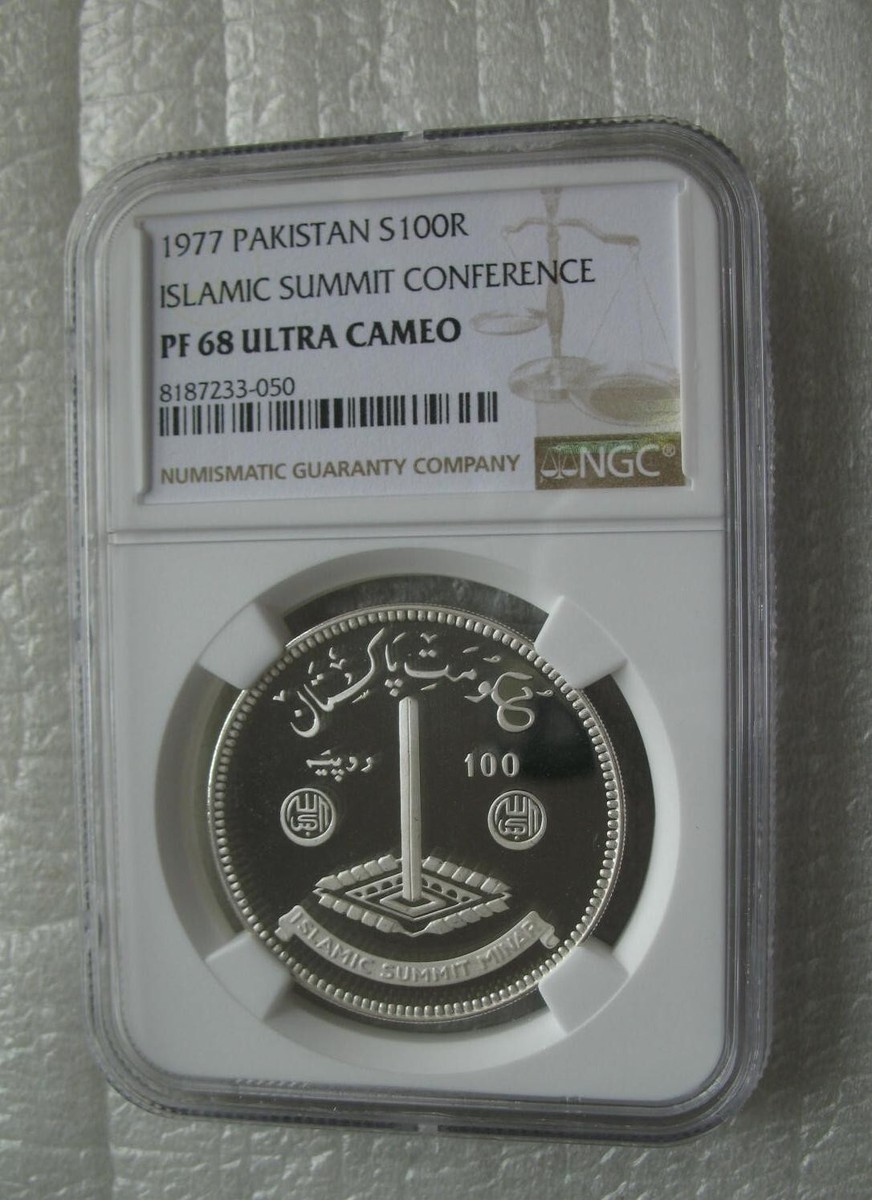 1977 PAKISTAN S100R
ISLAMIC SUMMIT CONFERENCE
PF 68 ULTRA CAMEO
8187233-050
NUMISMATIC GUARANTY COMPANY
NGC®
حکومت پاکستان
روپیہ 100
ISLAMIC SUMMIT MINAR